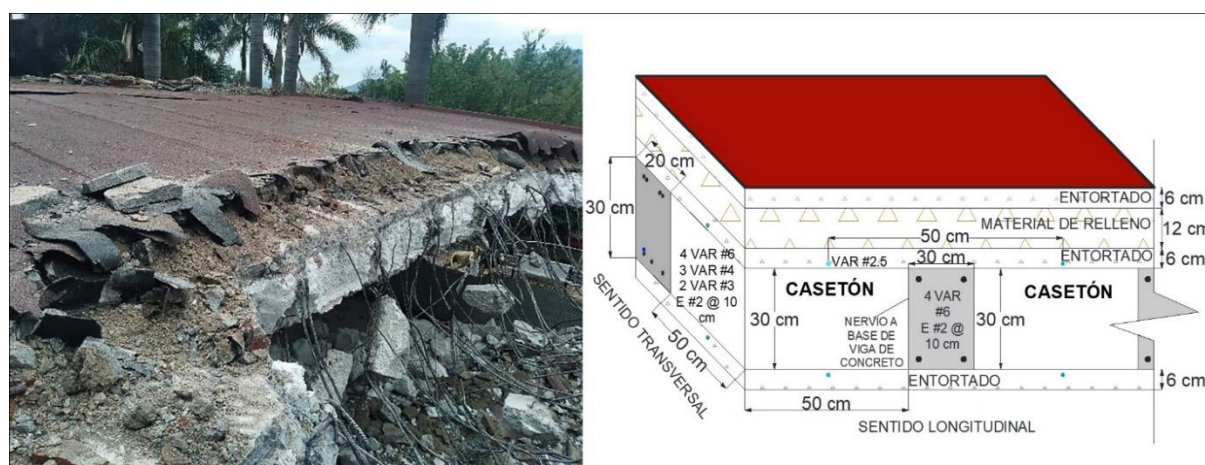 20 cm
30 cm
4 VAR #6
3 VAR #4
2 VAR #3
E #2 @ 10
cm
50 cm
SENTIDO TRANSVERSAL
ENTORTADO
6 cm
MATERIAL DE RELLENO
12 cm
50 cm
ENTORTADO
6 cm
VAR #2.5
30 cm
CASETÓN
CASETÓN
30 cm
NERVIO A
BASE DE
VIGA DE
CONCRETO
4 VAR
#6
E #2 @
10 cm
30 cm
ENTORTADO
6 cm
50 cm
SENTIDO LONGITUDINAL